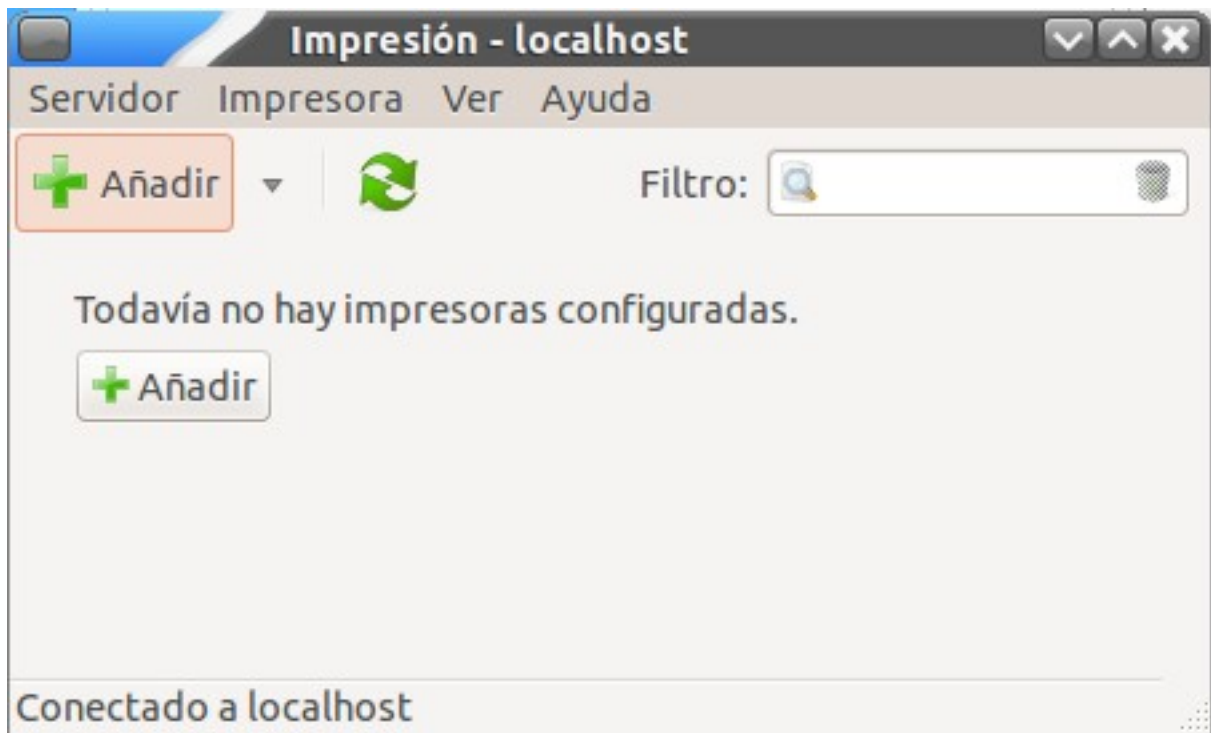 Impresión - localhost
Servidor Impresora Ver Ayuda
Añadir Filtro:
Todavía no hay impresoras configuradas.
Añadir
Conectado a localhost